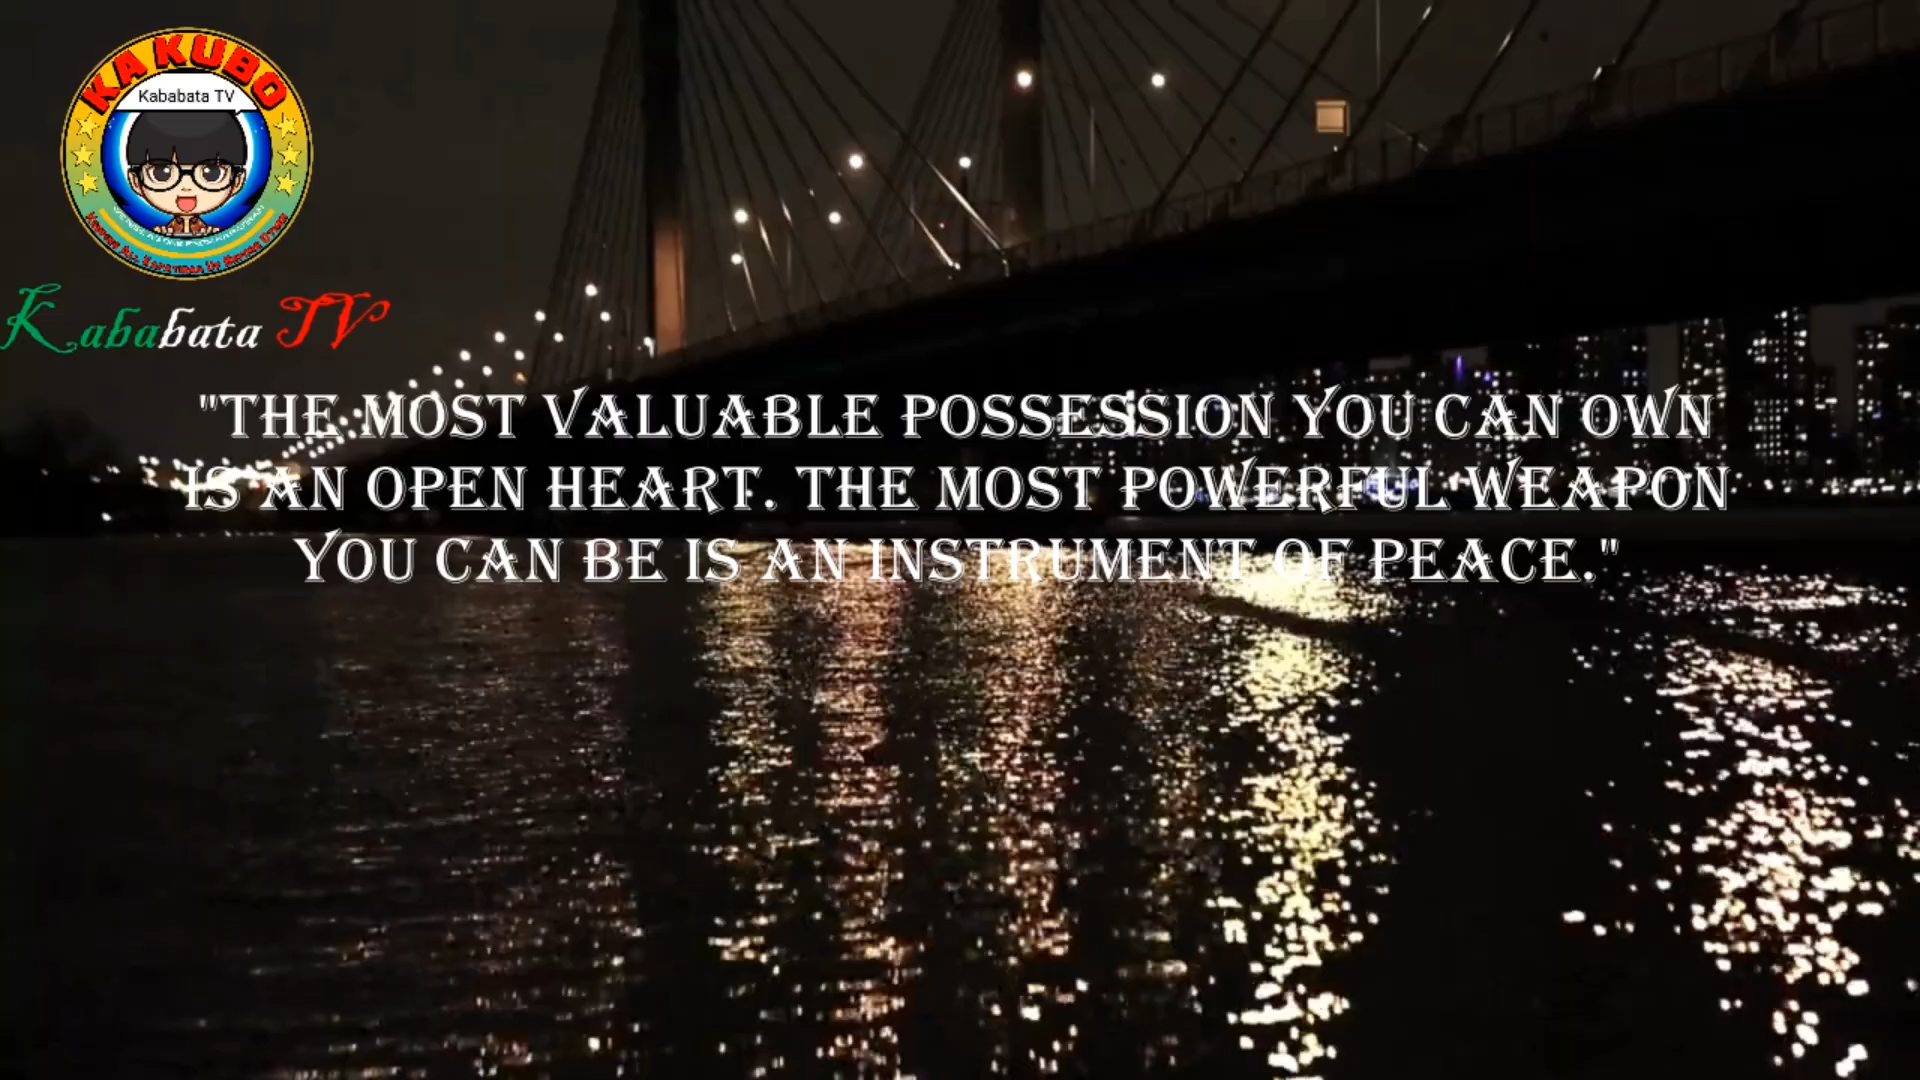 KAKUBO
Kababata TV
Kababata TV
"THE MOST VALUABLE POSSESSION YOU CAN OWN
IS AN OPEN HEART. THE MOST POWERFUL WEAPON
YOU CAN BE IS AN INSTRUMENT OF PEACE."